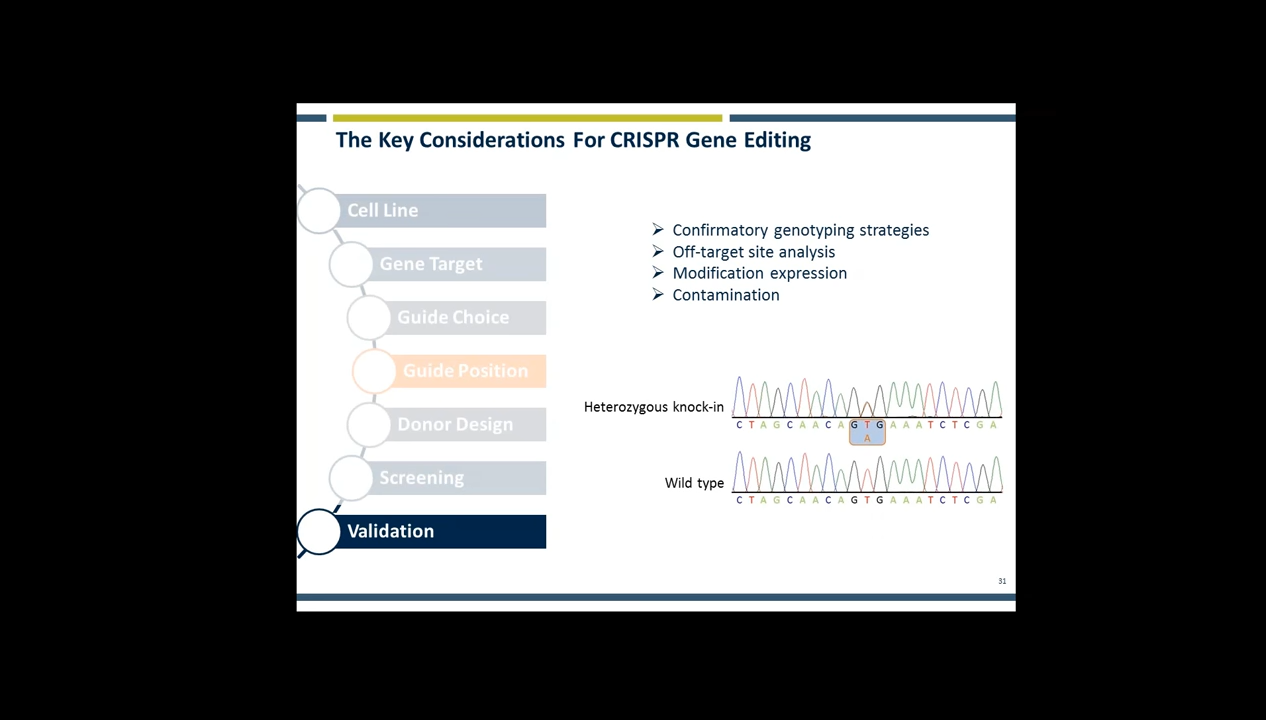 The Key Considerations For CRISPR Gene Editing
Cell Line
Gene Target
Guide Choice
Guide Position
Donor Design
Screening
Validation
➢ Confirmatory genotyping strategies
➢ Off-target site analysis
➢ Modification expression
➢ Contamination
Heterozygous knock-in
C T A G C A A C A G T G A A A T C T C G A
A
Wild type
C T A G C A A C A G T G A A A T C T C G A
31